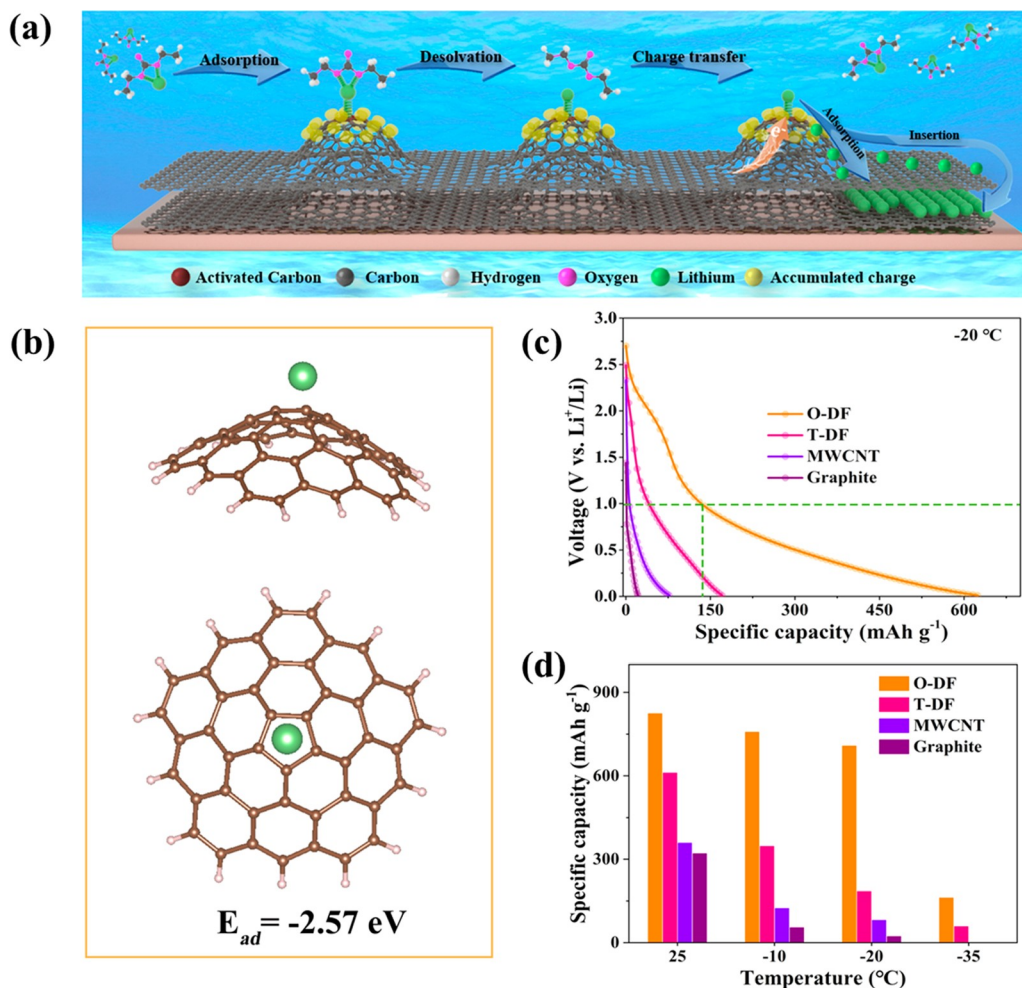 (a)
Adsorption
Desolvation
Charge transfer
e⁻
Adsorption
Insertion
Activated Carbon
Carbon
Hydrogen
Oxygen
Lithium
Accumulated charge
(b)
E_ad = -2.57 eV
(c)
-20 °C
O-DF
T-DF
MWCNT
Graphite
Voltage (V vs. Li⁺/Li)
3.0
2.5
2.0
1.5
1.0
0.5
0.0
0 150 300 450 600
Specific capacity (mAh g⁻¹)
(d)
O-DF
T-DF
MWCNT
Graphite
Specific capacity (mAh g⁻¹)
900
600
300
0
25 -10 -20 -35
Temperature (°C)